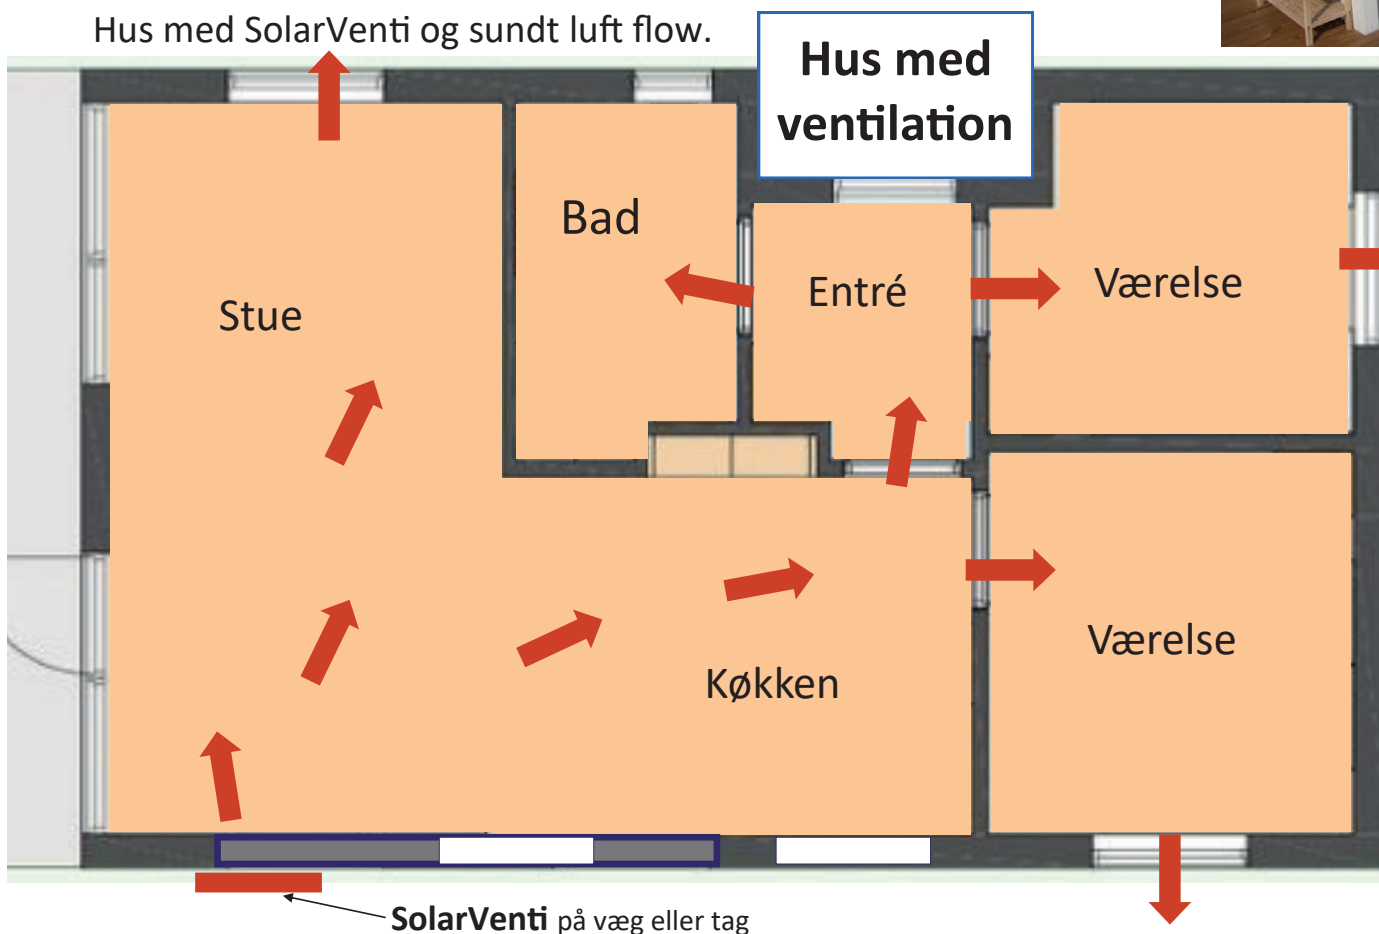 Hus med SolarVenti og sundt luft flow.
Hus med
ventilation
Bad
Stue
Entré
Værelse
Værelse
Køkken
SolarVenti på væg eller tag